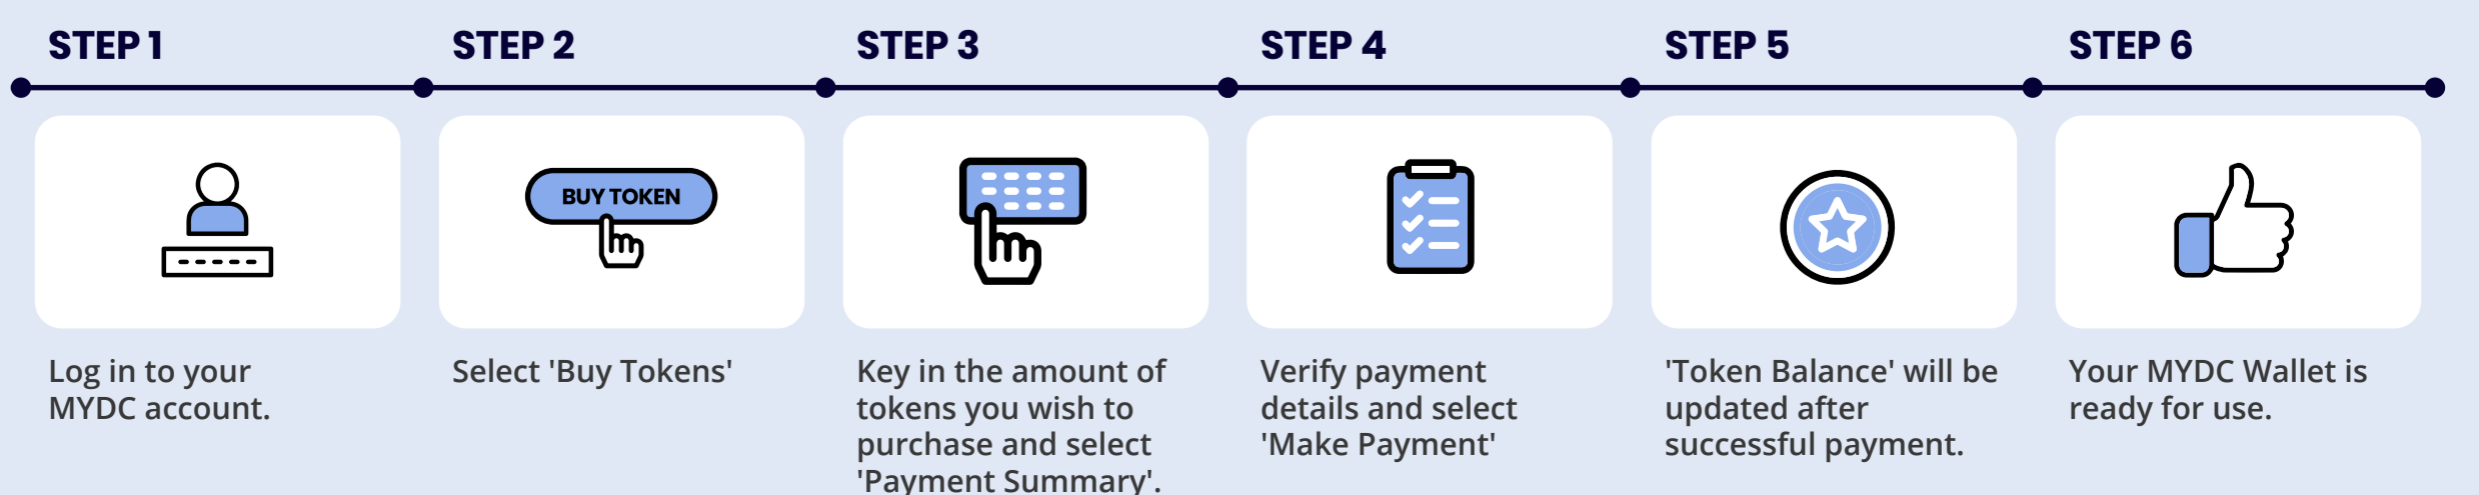 STEP 1
STEP 2
STEP 3
STEP 4
STEP 5
STEP 6
BUY TOKEN
Log in to your
MYDC account.
Select 'Buy Tokens'
Key in the amount of
tokens you wish to
purchase and select
'Payment Summary'.
Verify payment
details and select
'Make Payment'
'Token Balance' will be
updated after
successful payment.
Your MYDC Wallet is
ready for use.